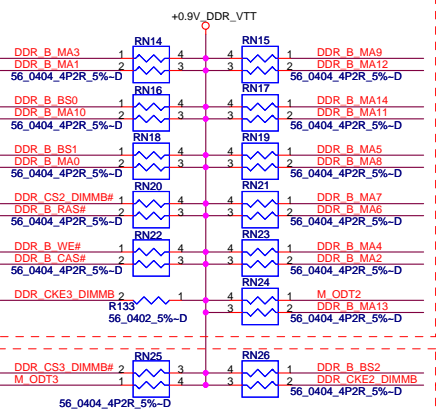 +0.9V_DDR_VTT
RN14 RN15
DDR_B_MA3 1 4 4 1 DDR_B_MA9
DDR_B_MA1 2 3 3 2 DDR_B_MA12
56_0404_4P2R_5%~D 56_0404_4P2R_5%~D
RN16 RN17
DDR_B_BS0 1 4 4 1 DDR_B_MA14
DDR_B_MA10 2 3 3 2 DDR_B_MA11
56_0404_4P2R_5%~D 56_0404_4P2R_5%~D
RN18 RN19
DDR_B_BS1 1 4 4 1 DDR_B_MA5
DDR_B_MA0 2 3 3 2 DDR_B_MA8
56_0404_4P2R_5%~D 56_0404_4P2R_5%~D
RN20 RN21
DDR_CS2_DIMMB# 1 4 4 1 DDR_B_MA7
DDR_B_RAS# 2 3 3 2 DDR_B_MA6
56_0404_4P2R_5%~D 56_0404_4P2R_5%~D
RN22 RN23
DDR_B_WE# 1 4 4 1 DDR_B_MA4
DDR_B_CAS# 2 3 3 2 DDR_B_MA2
56_0404_4P2R_5%~D 56_0404_4P2R_5%~D
RN24
DDR_CKE3_DIMMB 2 1 4 1 M_ODT2
R133 3 2 DDR_B_MA13
56_0402_5%~D 56_0404_4P2R_5%~D
RN25 RN26
DDR_CS3_DIMMB# 2 3 4 1 DDR_B_BS2
M_ODT3 1 4 3 2 DDR_CKE2_DIMMB
56_0404_4P2R_5%~D 56_0404_4P2R_5%~D